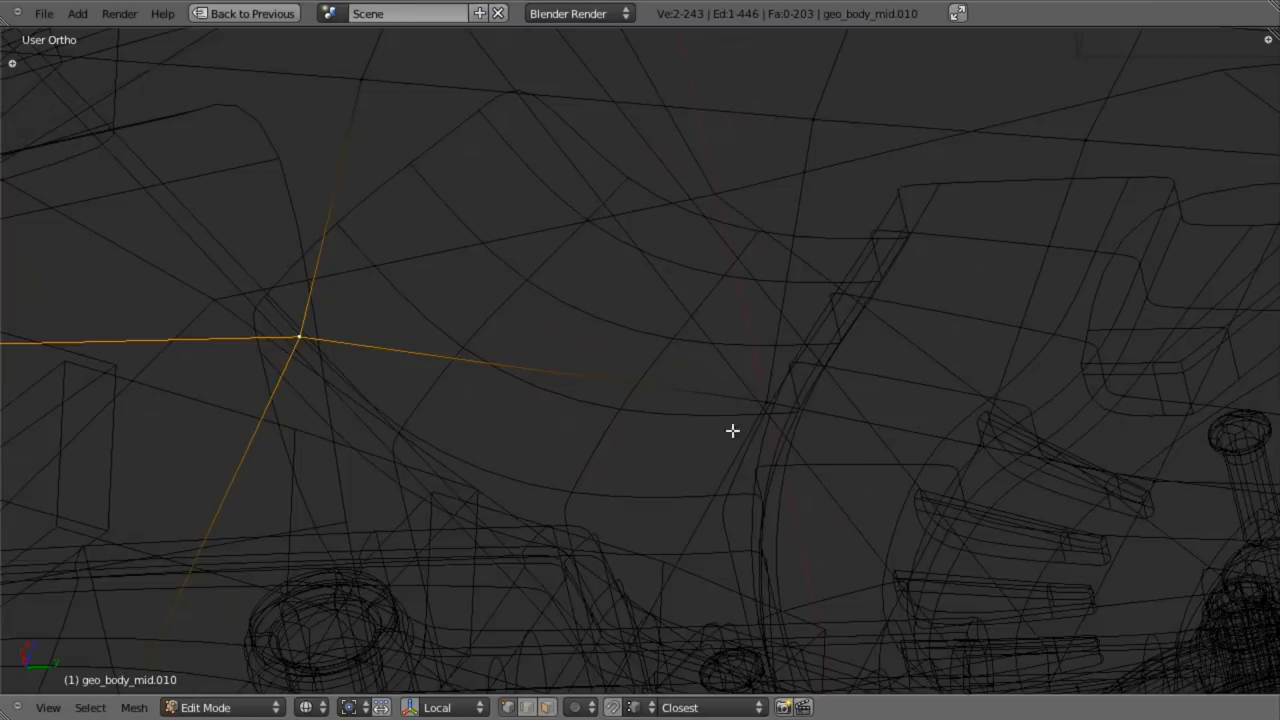 File Add Render Help Back to Previous Scene Blender Render Ve:2-243 | Ed:1-446 | Fa:0-203 | geo_body_mid.010
User Ortho
(1) geo_body_mid.010
View Select Mesh Edit Mode Local Closest